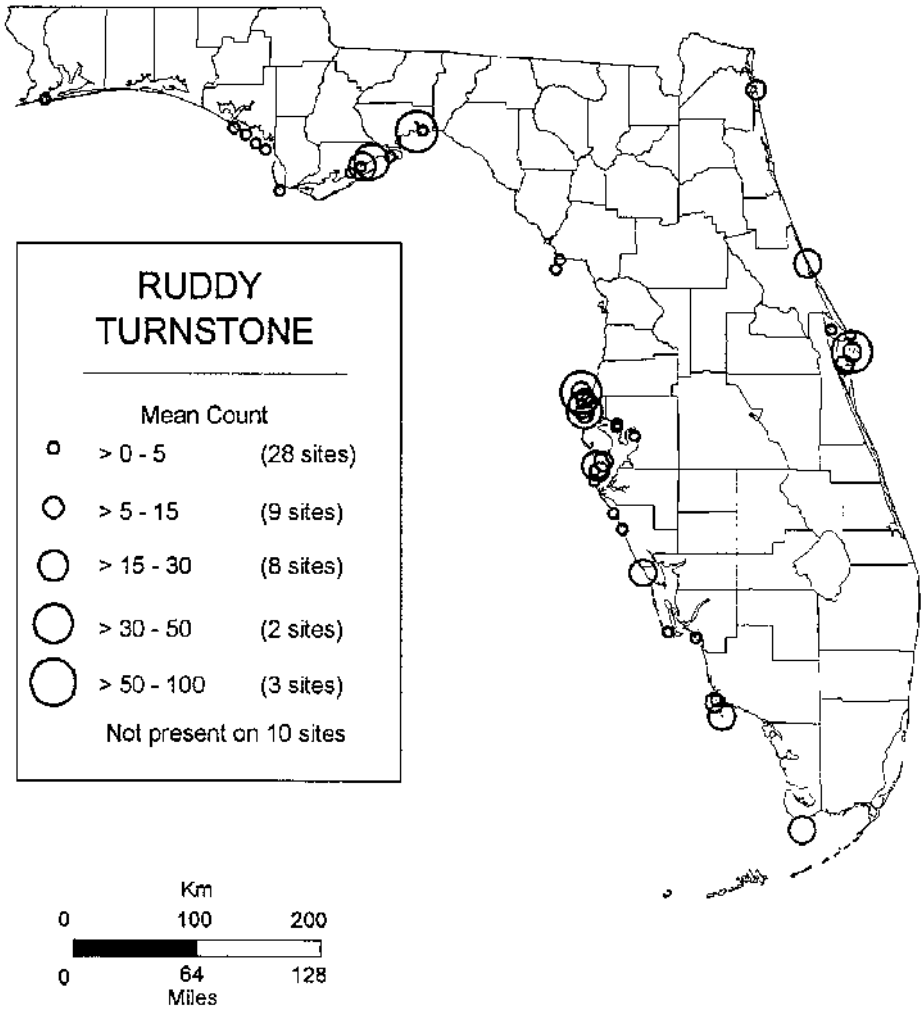 RUDDY
TURNSTONE
Mean Count
> 0 - 5 (28 sites)
> 5 - 15 (9 sites)
> 15 - 30 (8 sites)
> 30 - 50 (2 sites)
> 50 - 100 (3 sites)
Not present on 10 sites
Km
0 100 200
0 64 128
Miles